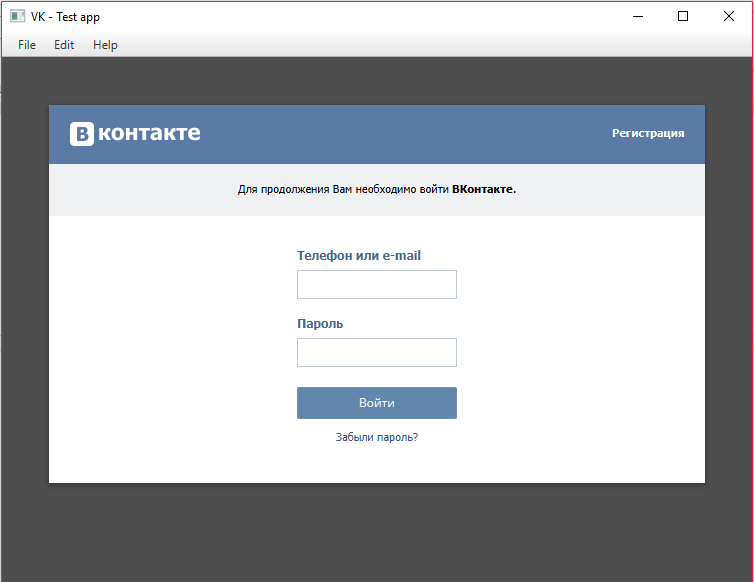 VK - Test app
File Edit Help
В контакте Регистрация
Для продолжения Вам необходимо войти ВКонтакте.
Телефон или e-mail
Пароль
Войти
Забыли пароль?